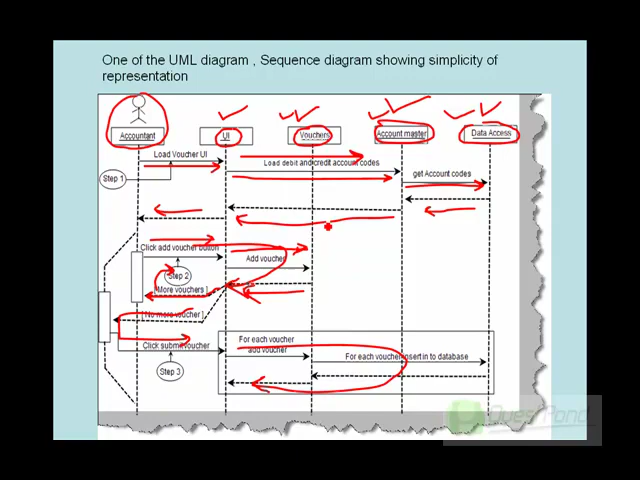 One of the UML diagram , Sequence diagram showing simplicity of
representation
Accountant
UI
Vouchers
Account master
Data Access
Load Voucher UI
Load debit and credit account codes
get Account codes
Step 1
Click add voucher button
Add voucher
Step 2
[More vouchers ]
[ No more voucher ]
For each voucher
add voucher
Click submit voucher
For each voucher insert in to database
Step 3
QuesPond